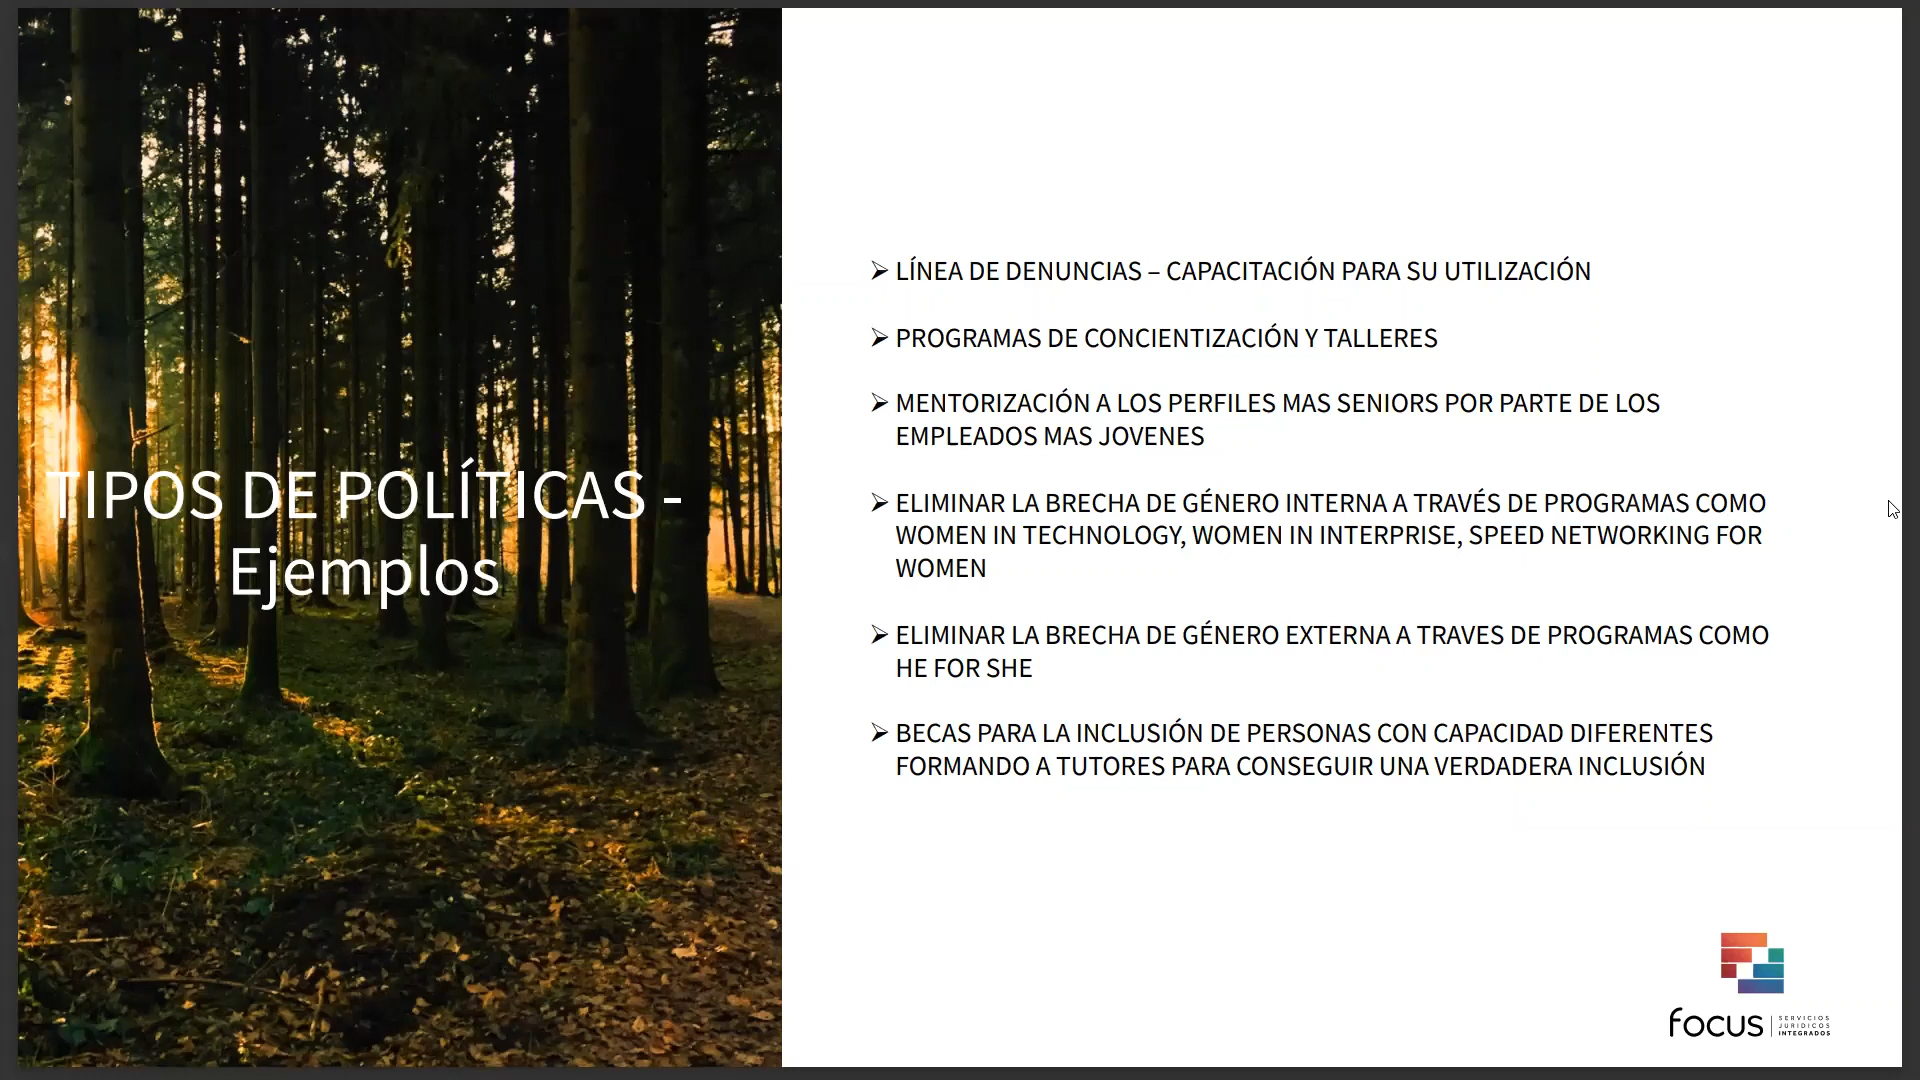 TIPOS DE POLÍTICAS -
Ejemplos
➢ LÍNEA DE DENUNCIAS – CAPACITACIÓN PARA SU UTILIZACIÓN
➢ PROGRAMAS DE CONCIENTIZACIÓN Y TALLERES
➢ MENTORIZACIÓN A LOS PERFILES MAS SENIORS POR PARTE DE LOS
EMPLEADOS MAS JOVENES
➢ ELIMINAR LA BRECHA DE GÉNERO INTERNA A TRAVÉS DE PROGRAMAS COMO
WOMEN IN TECHNOLOGY, WOMEN IN INTERPRISE, SPEED NETWORKING FOR
WOMEN
➢ ELIMINAR LA BRECHA DE GÉNERO EXTERNA A TRAVES DE PROGRAMAS COMO
HE FOR SHE
➢ BECAS PARA LA INCLUSIÓN DE PERSONAS CON CAPACIDAD DIFERENTES
FORMANDO A TUTORES PARA CONSEGUIR UNA VERDADERA INCLUSIÓN
focus
SERVICIOS
JURIDICOS
INTEGRADOS